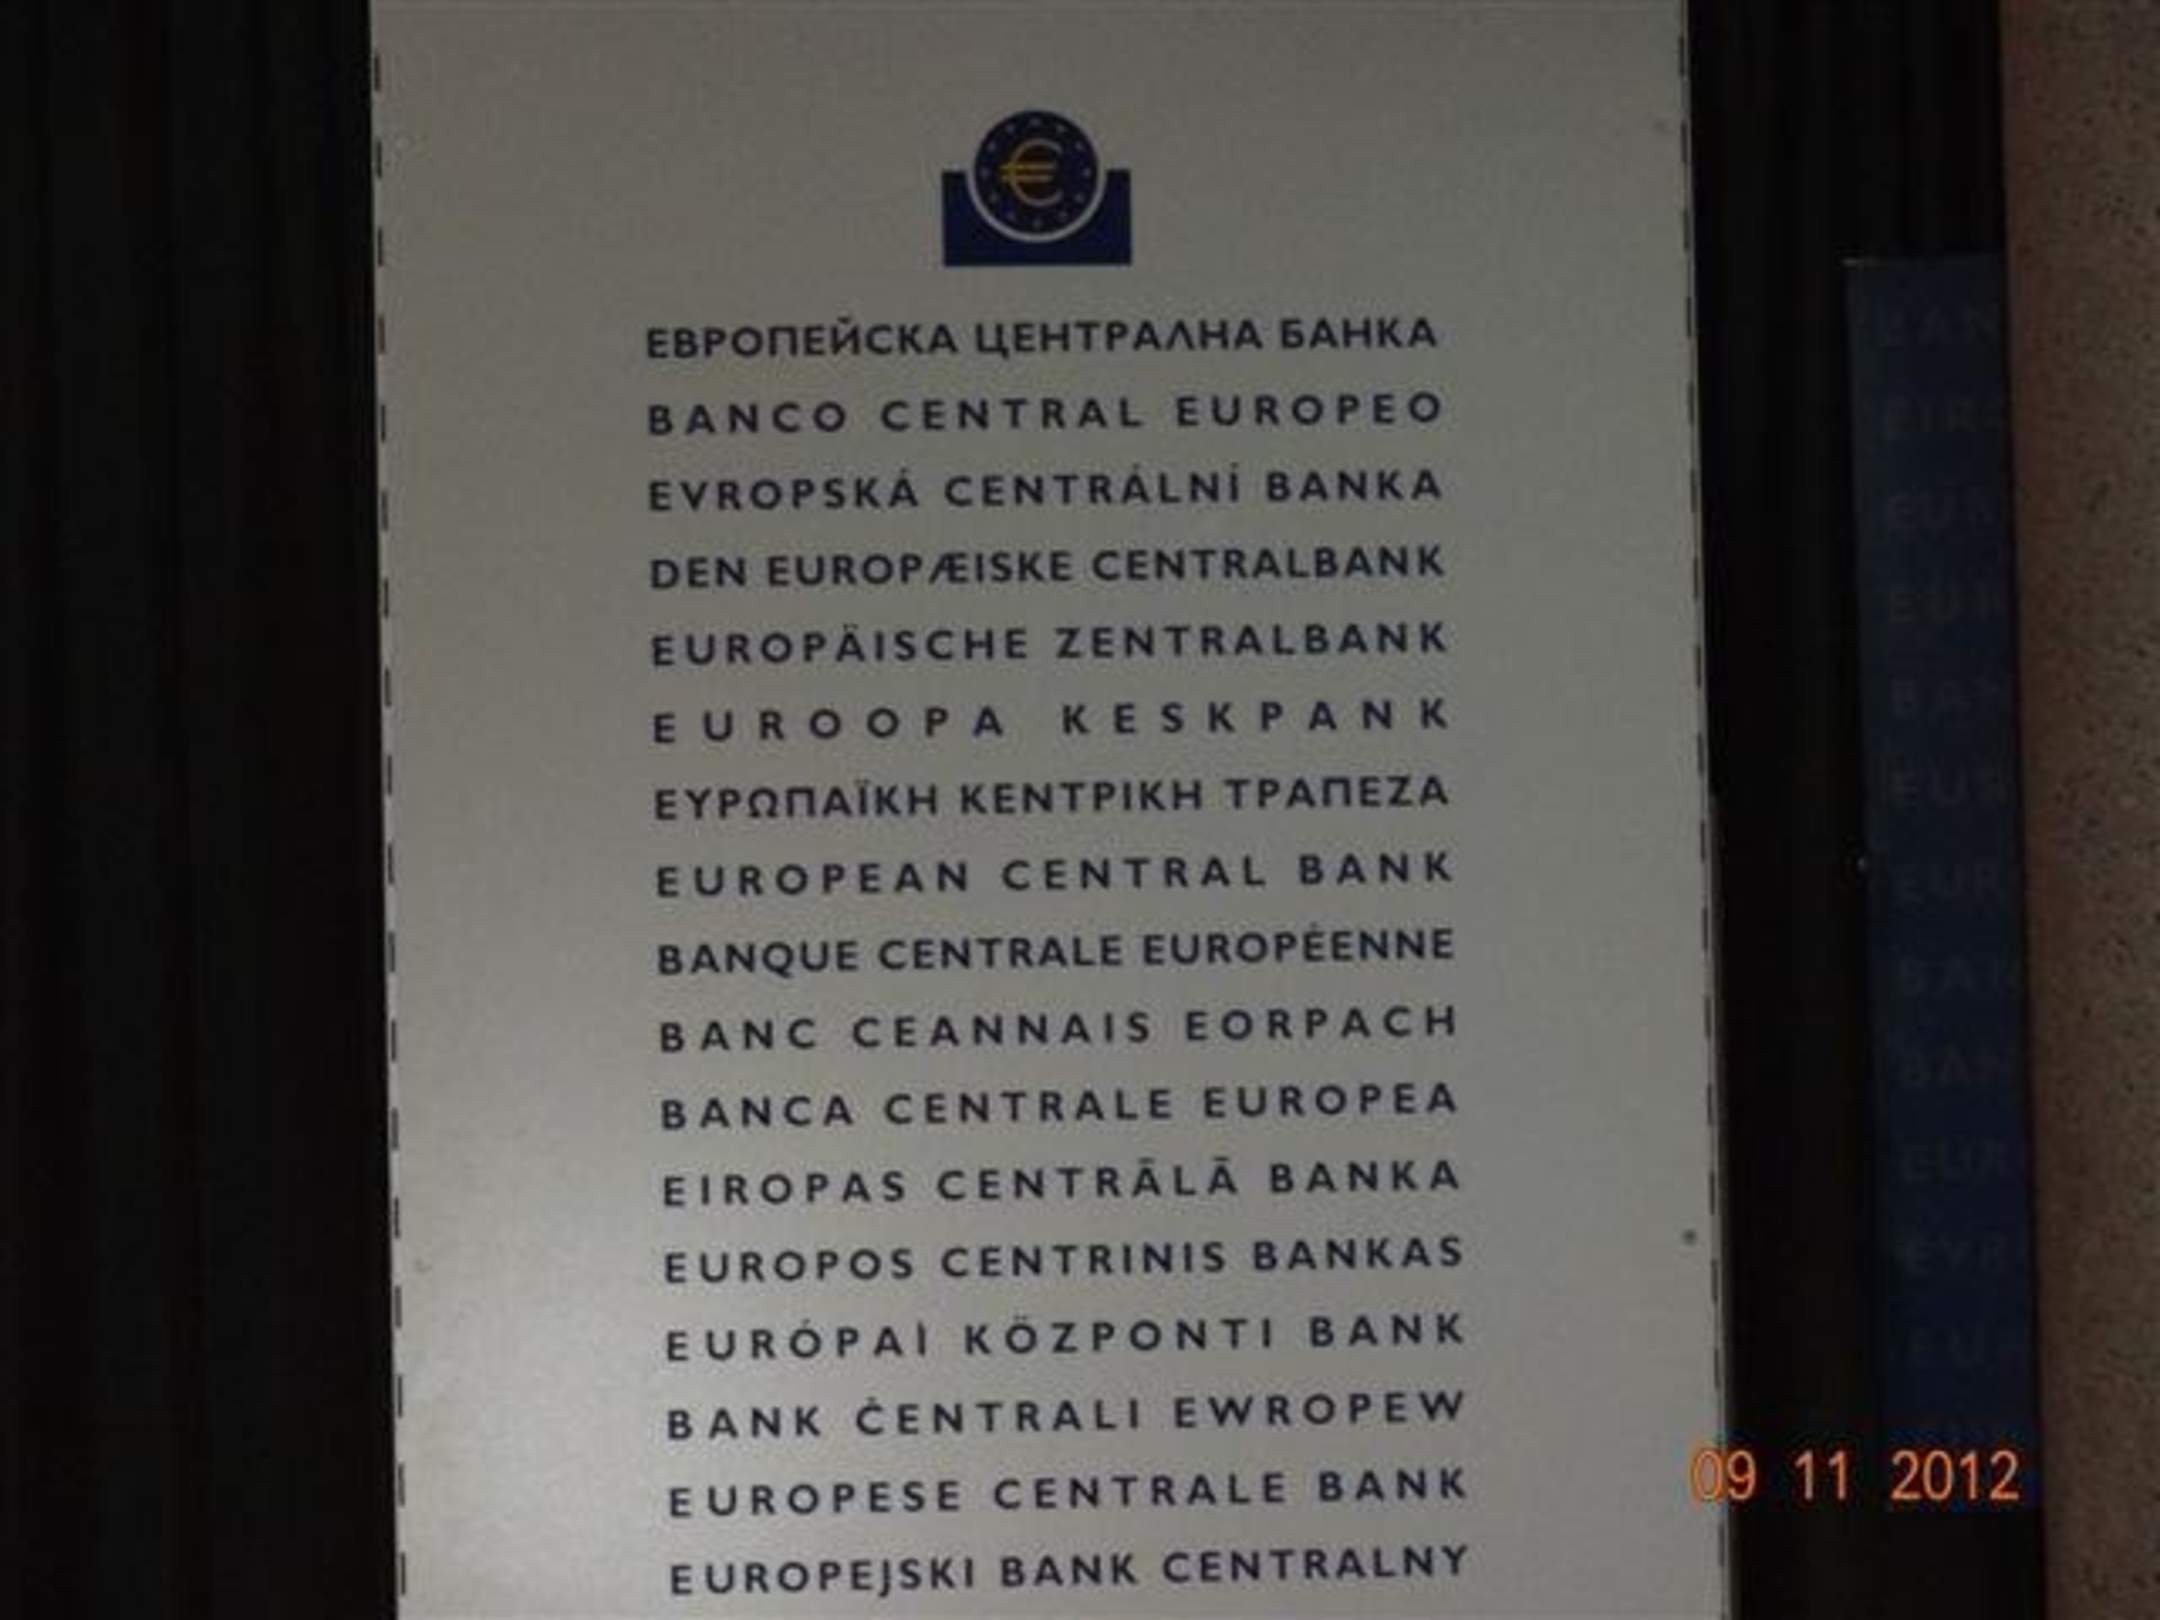 ЕВРОПЕЙСКА ЦЕНТРАЛНА БАНКА
BANCO CENTRAL EUROPEO
EVROPSKÁ CENTRÁLNÍ BANKA
DEN EUROPÆISKE CENTRALBANK
EUROPÄISCHE ZENTRALBANK
EUROOPA KESKPANK
ΕΥΡΩΠΑΪΚΗ ΚΕΝΤΡΙΚΗ ΤΡΑΠΕΖΑ
EUROPEAN CENTRAL BANK
BANQUE CENTRALE EUROPÉENNE
BANC CEANNAIS EORPACH
BANCA CENTRALE EUROPEA
EIROPAS CENTRĀLĀ BANKA
EUROPOS CENTRINIS BANKAS
EURÓPAI KÖZPONTI BANK
BANK ĊENTRALI EWROPEW
EUROPESE CENTRALE BANK
EUROPEJSKI BANK CENTRALNY
09 11 2012